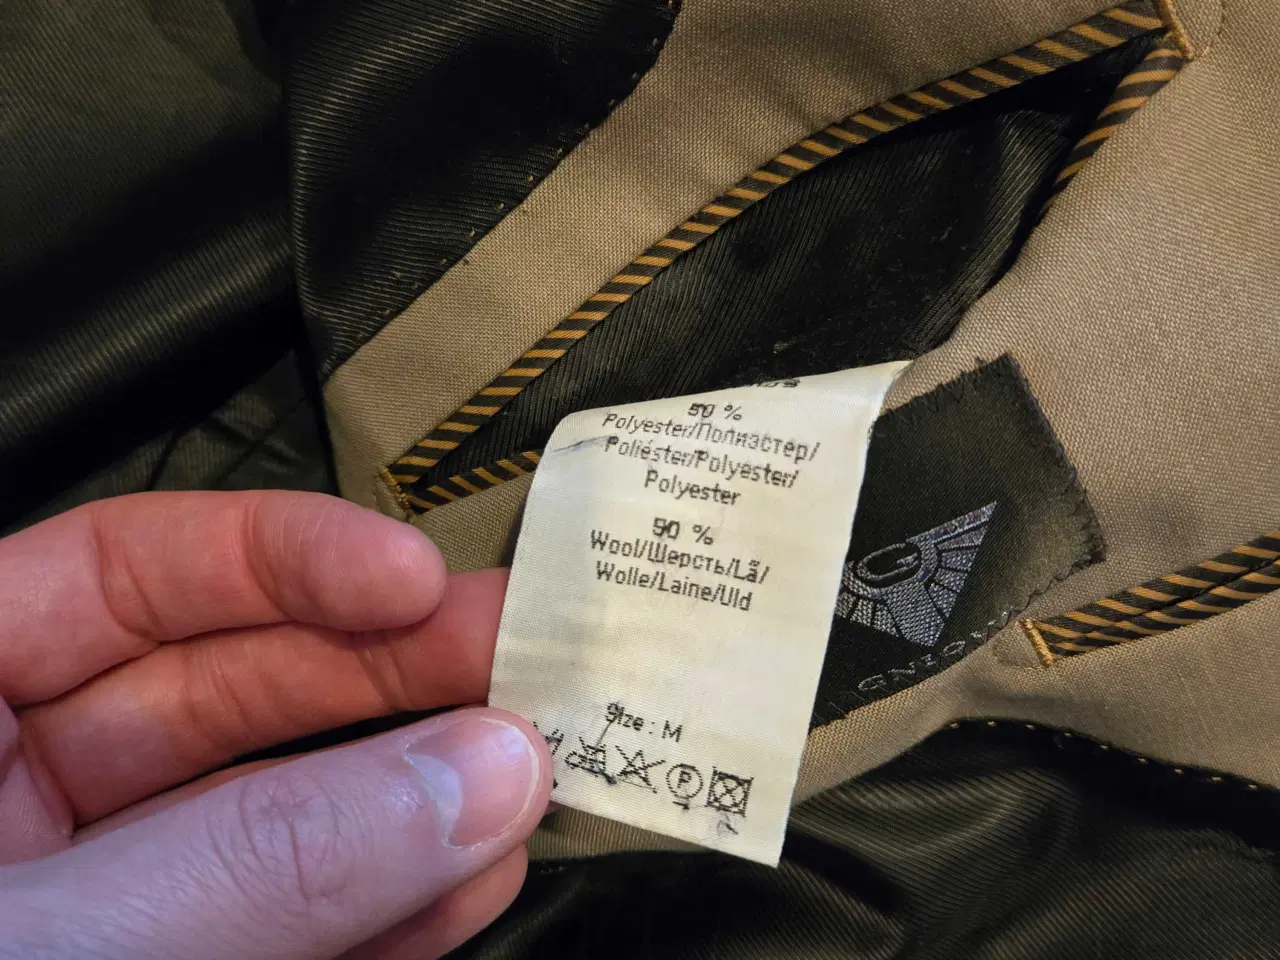 50 %
Polyester/Полиэстер/
Poliéster/Polyester/
Polyester
50 %
Wool/Шерсть/Lã/
Wolle/Laine/Uld
Size : M
P